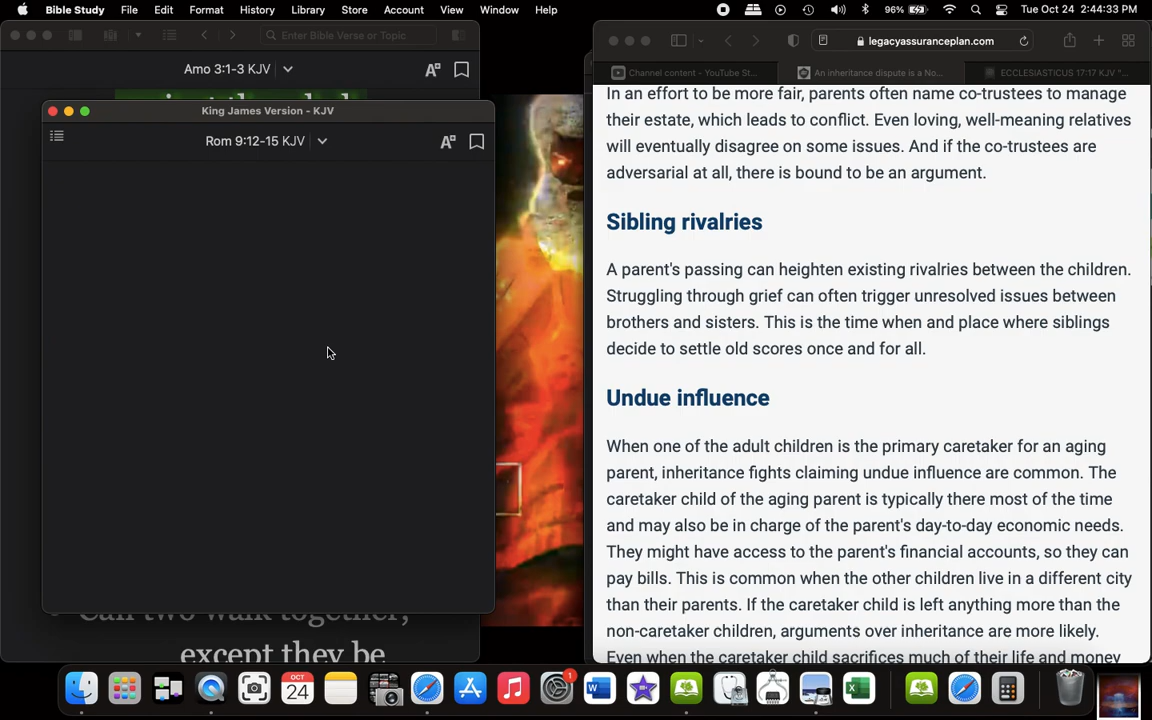 Bible Study File Edit Format History Library Store Account View Window Help 96% Tue Oct 24 2:44:33 PM
Enter Bible Verse or Topic
Amo 3:1-3 KJV
King James Version - KJV
Rom 9:12-15 KJV
Can two walk together,
except they be
legacyassuranceplan.com
Channel content - YouTube St... An inheritance dispute is a No... ECCLESIASTICUS 17:17 KJV "...
In an effort to be more fair, parents often name co-trustees to manage
their estate, which leads to conflict. Even loving, well-meaning relatives
will eventually disagree on some issues. And if the co-trustees are
adversarial at all, there is bound to be an argument.
Sibling rivalries
A parent's passing can heighten existing rivalries between the children.
Struggling through grief can often trigger unresolved issues between
brothers and sisters. This is the time when and place where siblings
decide to settle old scores once and for all.
Undue influence
When one of the adult children is the primary caretaker for an aging
parent, inheritance fights claiming undue influence are common. The
caretaker child of the aging parent is typically there most of the time
and may also be in charge of the parent's day-to-day economic needs.
They might have access to the parent's financial accounts, so they can
pay bills. This is common when the other children live in a different city
than their parents. If the caretaker child is left anything more than the
non-caretaker children, arguments over inheritance are more likely.
Even when the caretaker child sacrifices much of their life and money
OCT
24
1